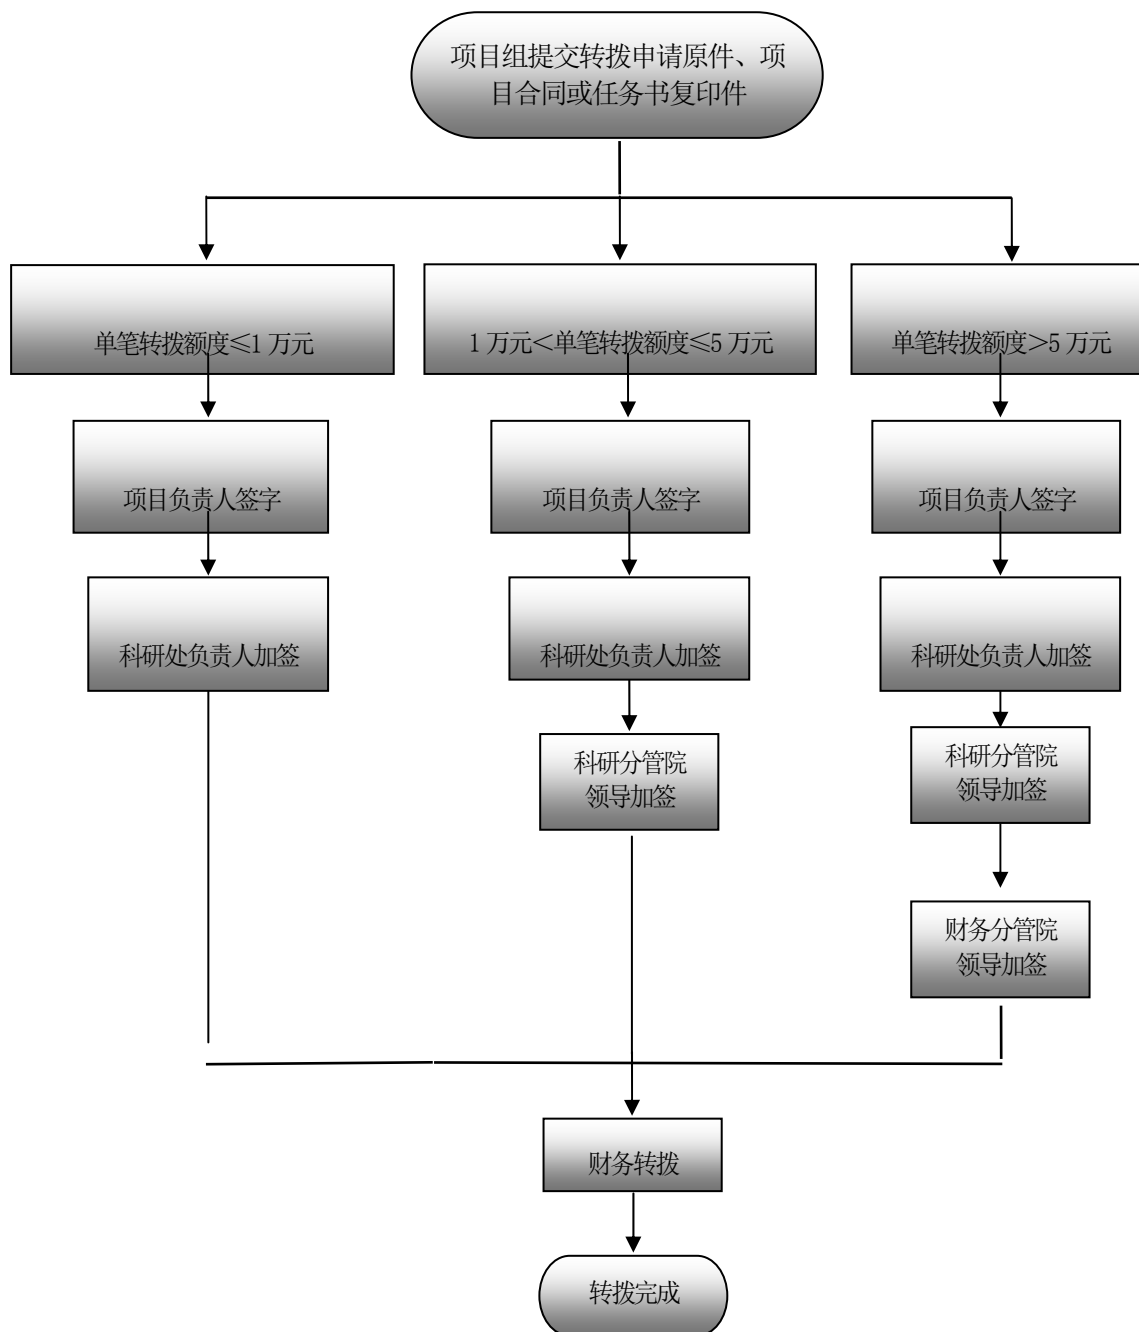 项目组提交转拨申请原件、项
目合同或任务书复印件
单笔转拨额度≤1 万元
1 万元＜单笔转拨额度≤5 万元
单笔转拨额度＞5 万元
项目负责人签字
项目负责人签字
项目负责人签字
科研处负责人加签
科研处负责人加签
科研处负责人加签
科研分管院
领导加签
科研分管院
领导加签
财务分管院
领导加签
财务转拨
转拨完成